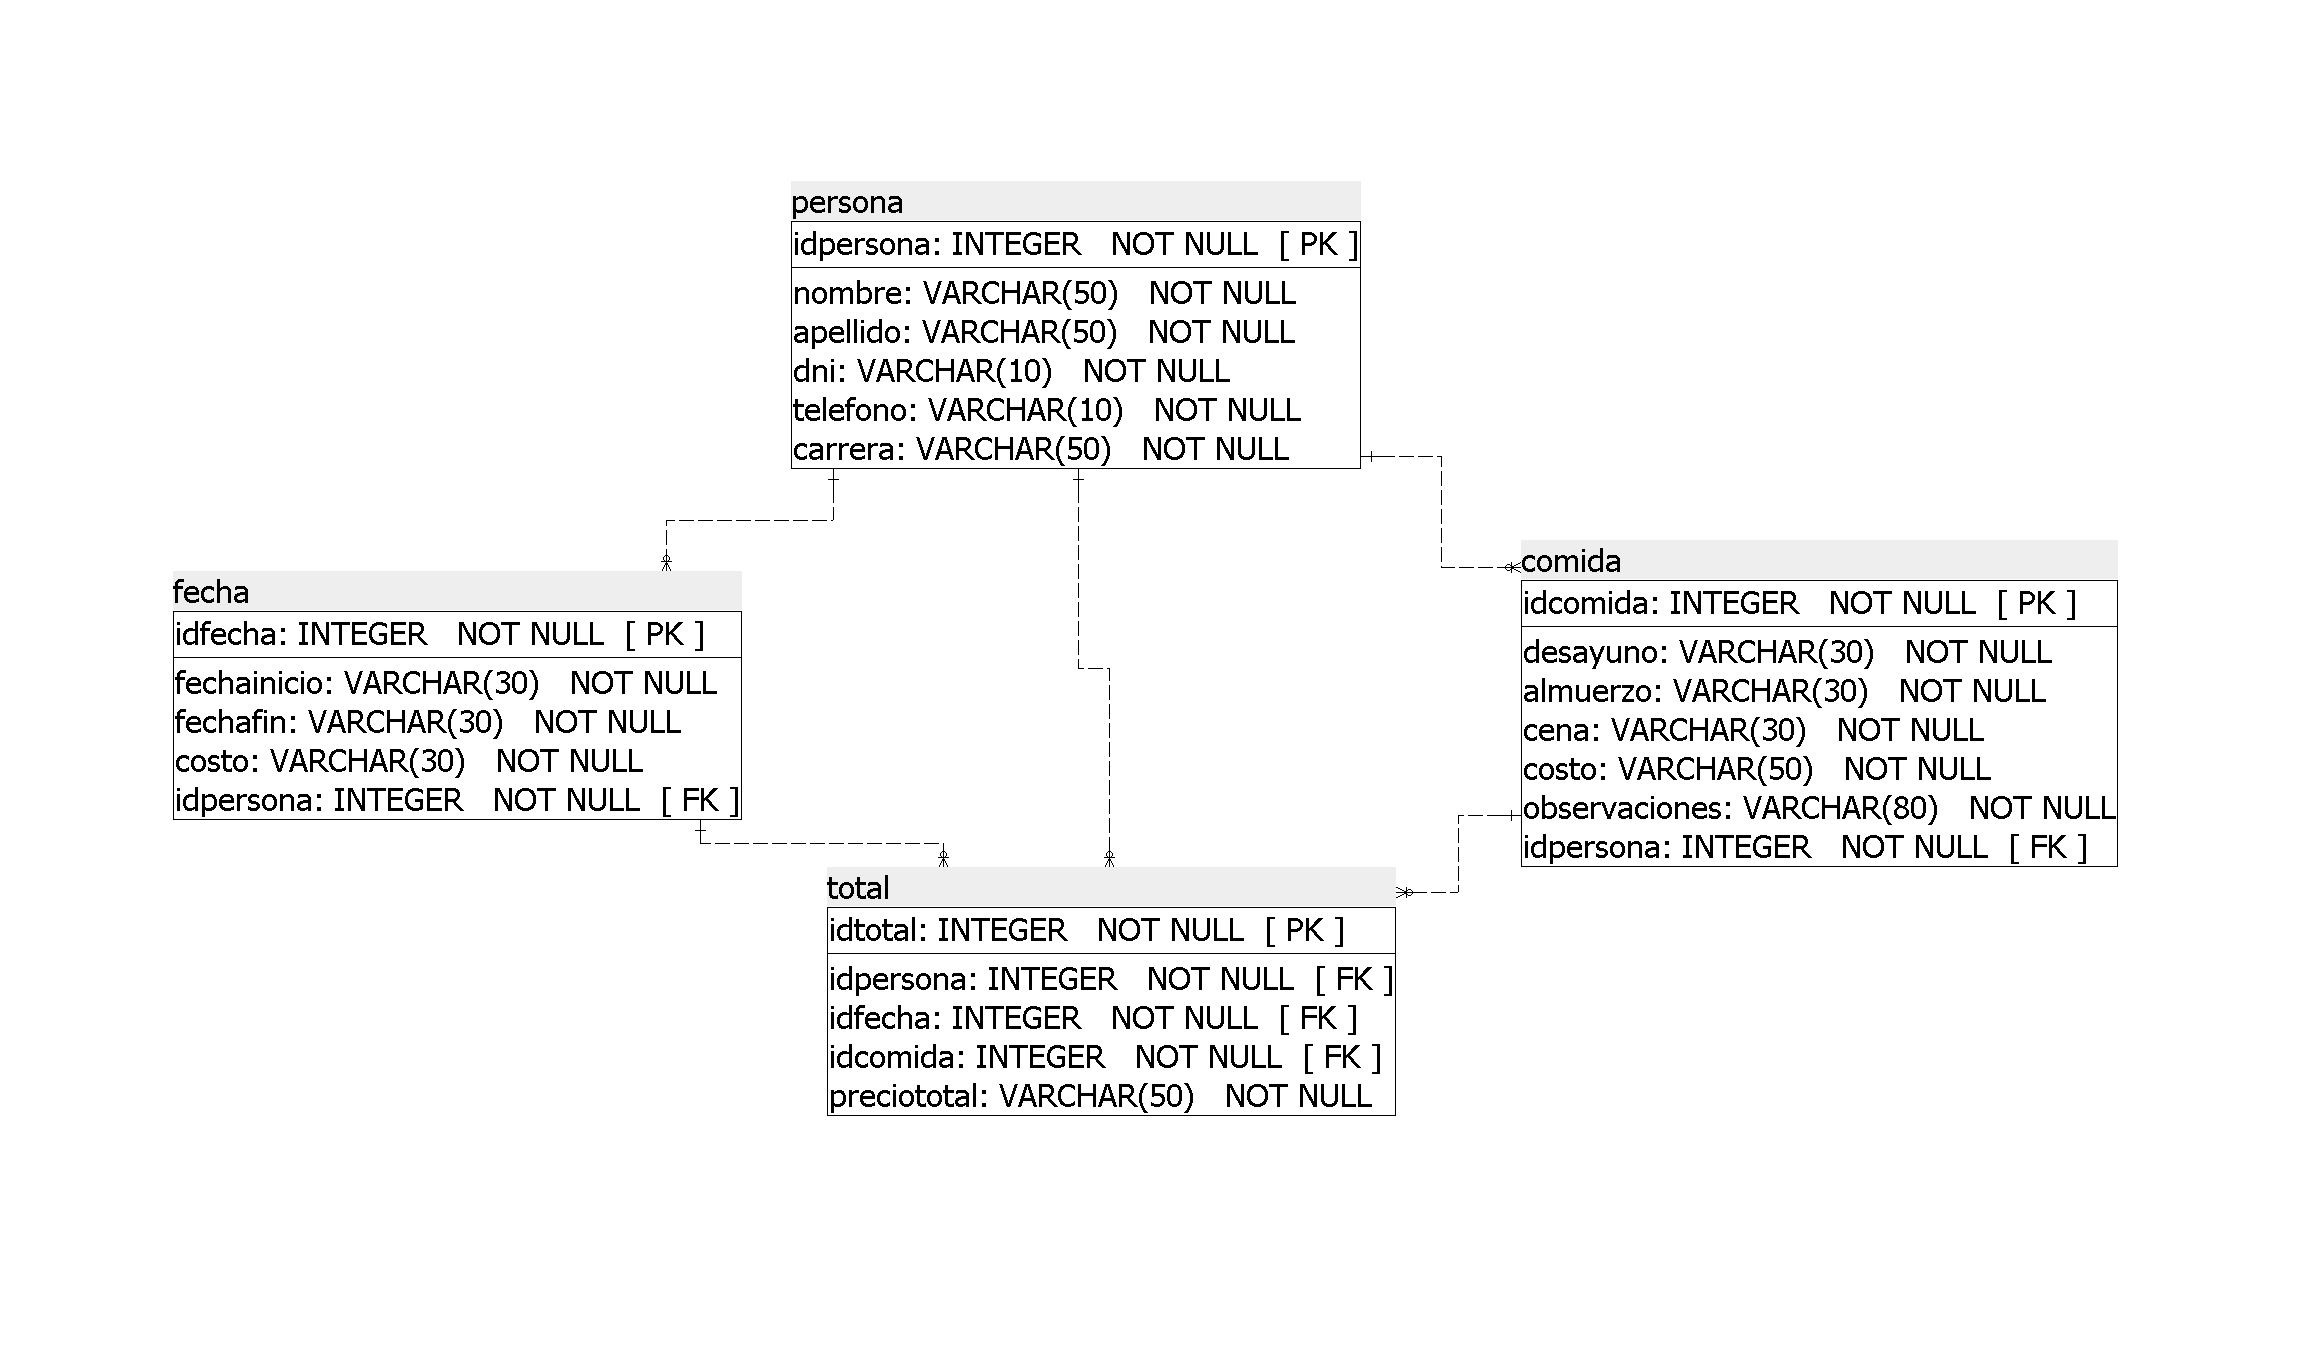 persona
idpersona: INTEGER NOT NULL [ PK ]
nombre: VARCHAR(50) NOT NULL
apellido: VARCHAR(50) NOT NULL
dni: VARCHAR(10) NOT NULL
telefono: VARCHAR(10) NOT NULL
carrera: VARCHAR(50) NOT NULL
fecha
idfecha: INTEGER NOT NULL [ PK ]
fechainicio: VARCHAR(30) NOT NULL
fechafin: VARCHAR(30) NOT NULL
costo: VARCHAR(30) NOT NULL
idpersona: INTEGER NOT NULL [ FK ]
comida
idcomida: INTEGER NOT NULL [ PK ]
desayuno: VARCHAR(30) NOT NULL
almuerzo: VARCHAR(30) NOT NULL
cena: VARCHAR(30) NOT NULL
costo: VARCHAR(50) NOT NULL
observaciones: VARCHAR(80) NOT NULL
idpersona: INTEGER NOT NULL [ FK ]
total
idtotal: INTEGER NOT NULL [ PK ]
idpersona: INTEGER NOT NULL [ FK ]
idfecha: INTEGER NOT NULL [ FK ]
idcomida: INTEGER NOT NULL [ FK ]
preciototal: VARCHAR(50) NOT NULL